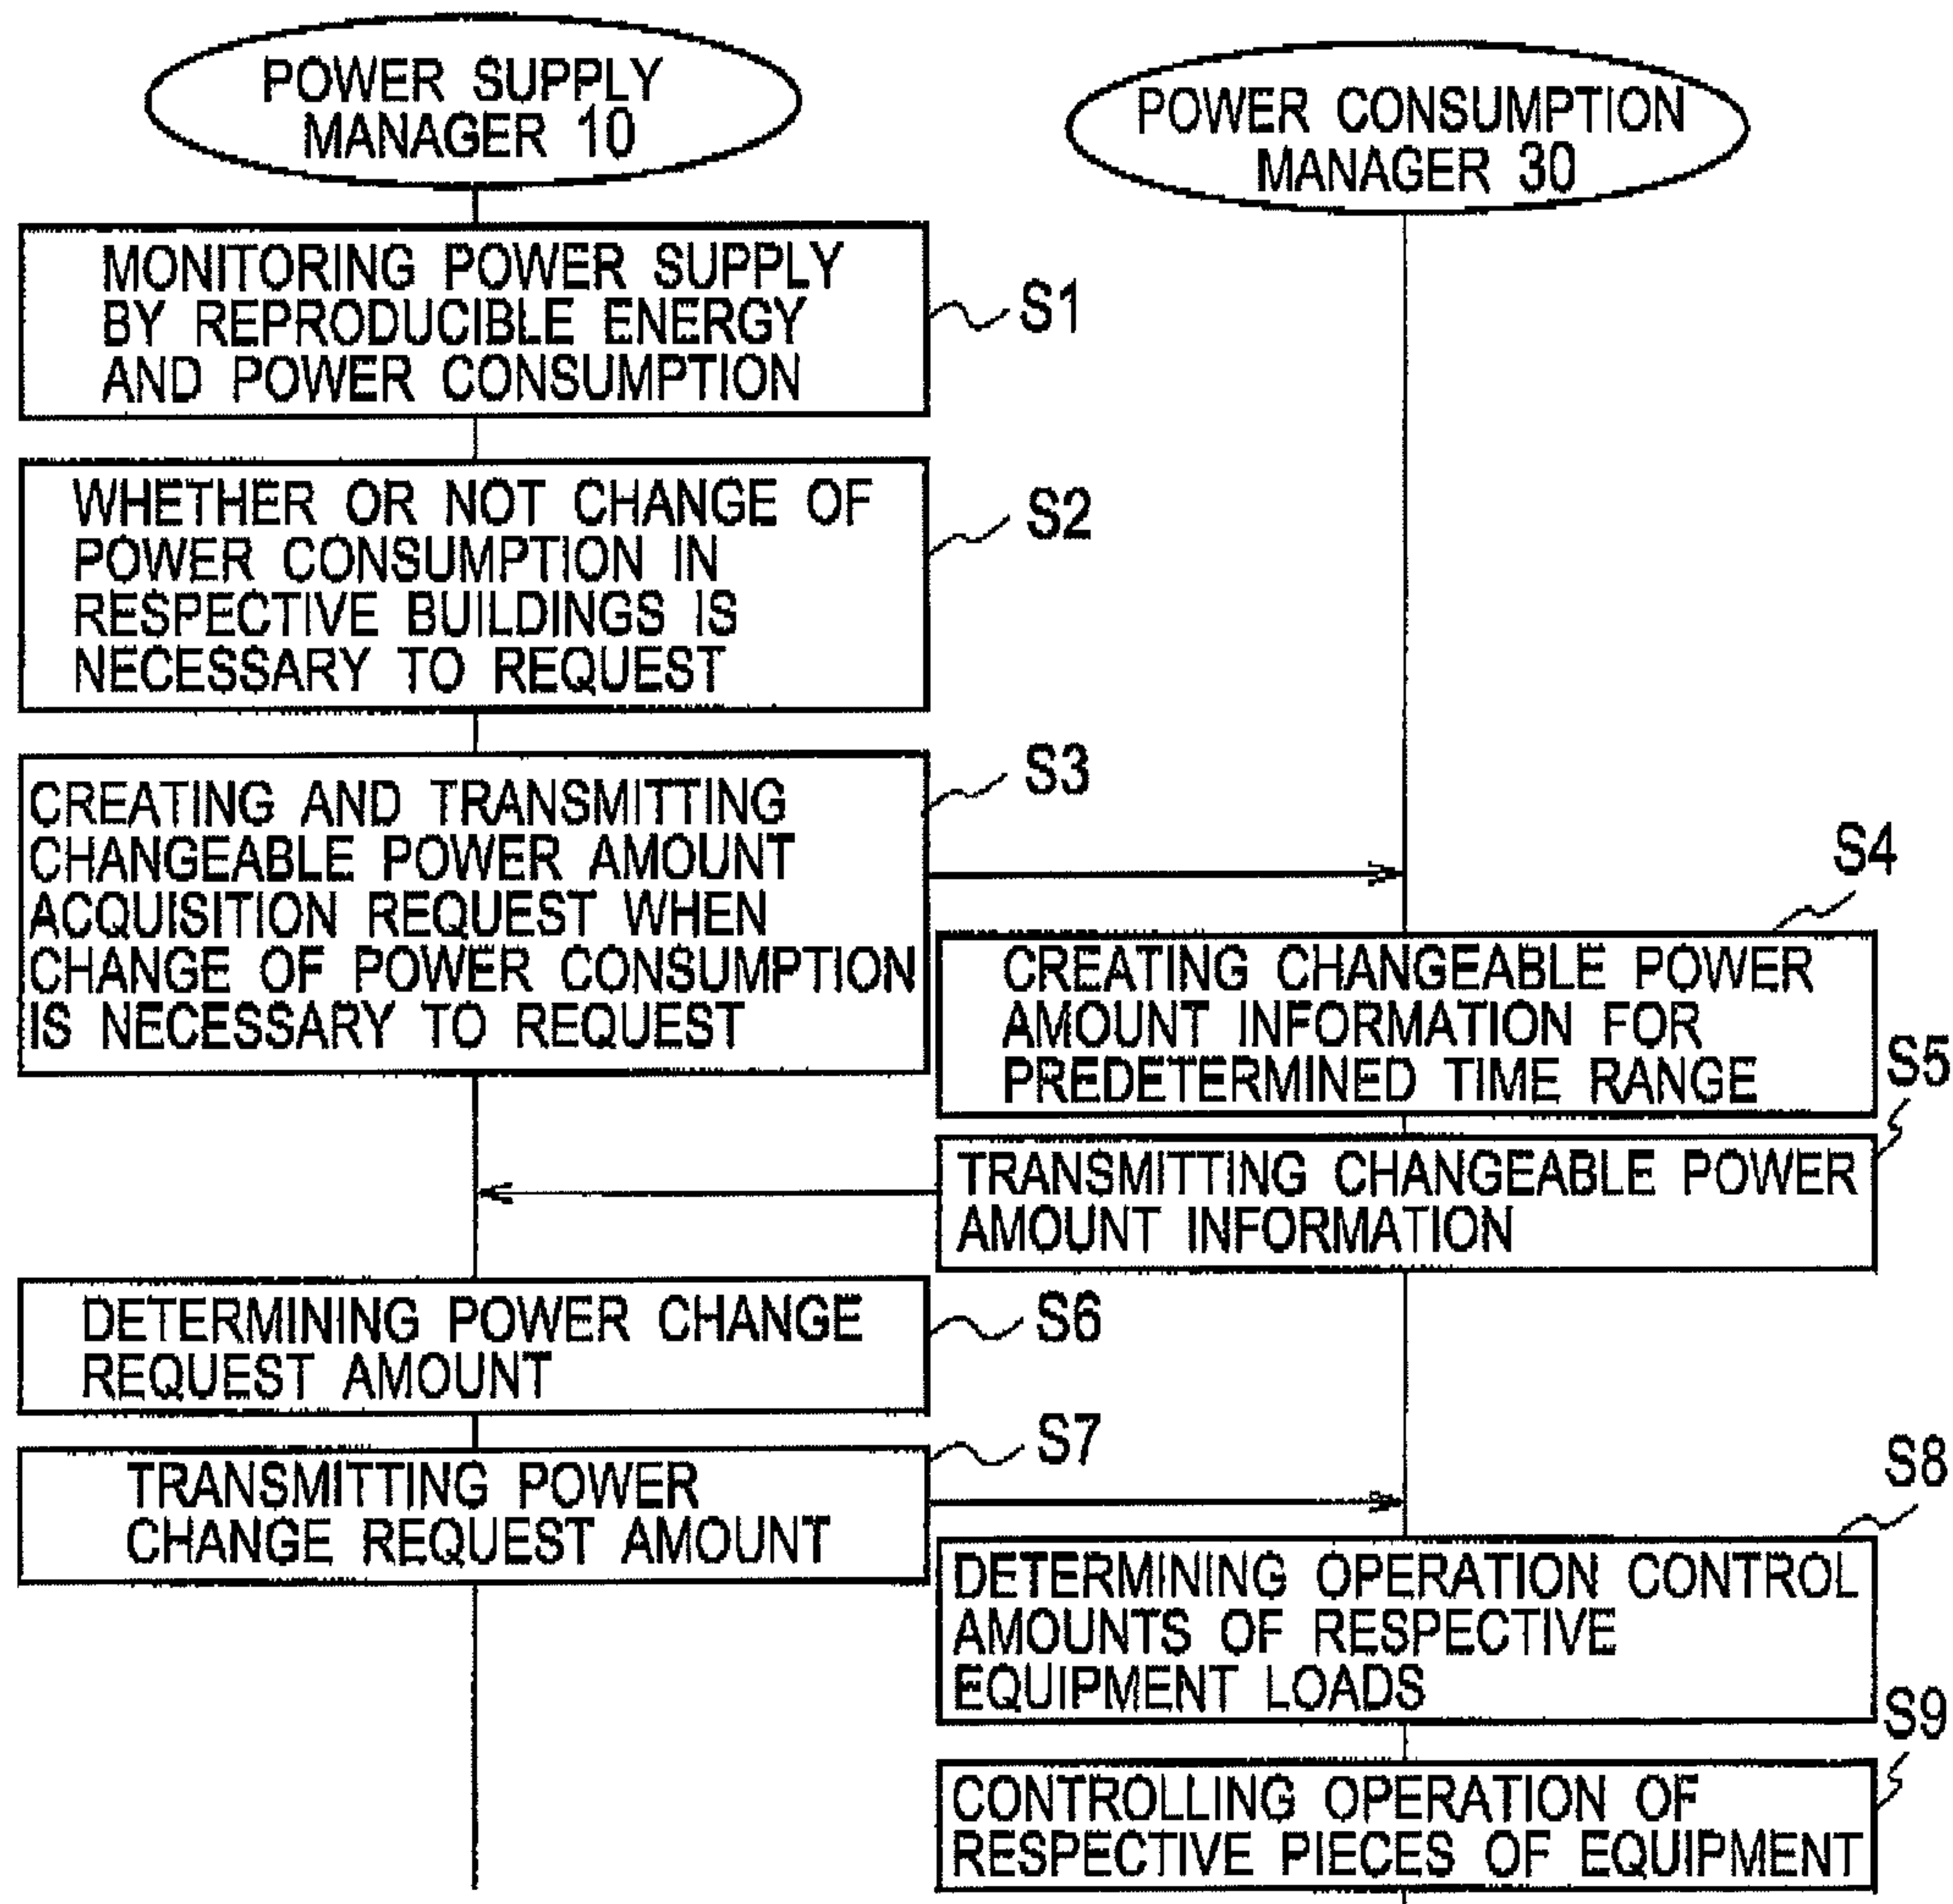 POWER SUPPLY
MANAGER 10
POWER CONSUMPTION
MANAGER 30
MONITORING POWER SUPPLY
BY REPRODUCIBLE ENERGY
AND POWER CONSUMPTION
S1
WHETHER OR NOT CHANGE OF
POWER CONSUMPTION IN
RESPECTIVE BUILDINGS IS
NECESSARY TO REQUEST
S2
CREATING AND TRANSMITTING
CHANGEABLE POWER AMOUNT
ACQUISITION REQUEST WHEN
CHANGE OF POWER CONSUMPTION
IS NECESSARY TO REQUEST
S3
S4
CREATING CHANGEABLE POWER
AMOUNT INFORMATION FOR
PREDETERMINED TIME RANGE
S5
TRANSMITTING CHANGEABLE POWER
AMOUNT INFORMATION
DETERMINING POWER CHANGE
REQUEST AMOUNT
S6
TRANSMITTING POWER
CHANGE REQUEST AMOUNT
S7
S8
DETERMINING OPERATION CONTROL
AMOUNTS OF RESPECTIVE
EQUIPMENT LOADS
S9
CONTROLLING OPERATION OF
RESPECTIVE PIECES OF EQUIPMENT